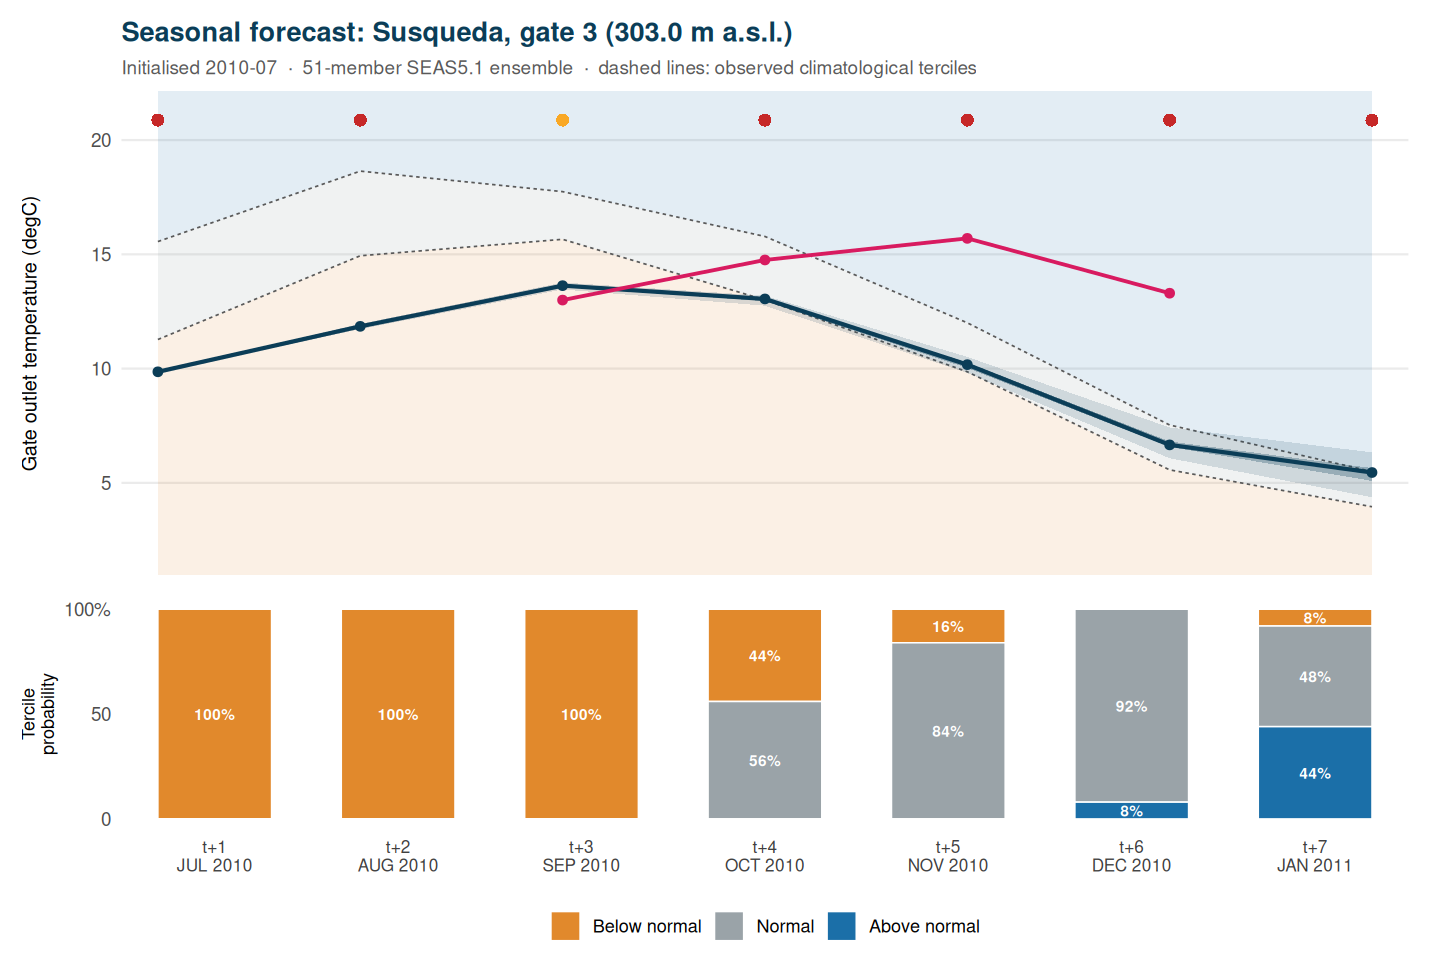 Seasonal forecast: Susqueda, gate 3 (303.0 m a.s.l.)
Initialised 2010-07 · 51-member SEAS5.1 ensemble · dashed lines: observed climatological terciles
Gate outlet temperature (degC)
20
15
10
5
Tercile
probability
100%
50
0
100%
100%
100%
44%
56%
16%
84%
92%
8%
8%
48%
44%
t+1
JUL 2010
t+2
AUG 2010
t+3
SEP 2010
t+4
OCT 2010
t+5
NOV 2010
t+6
DEC 2010
t+7
JAN 2011
Below normal
Normal
Above normal